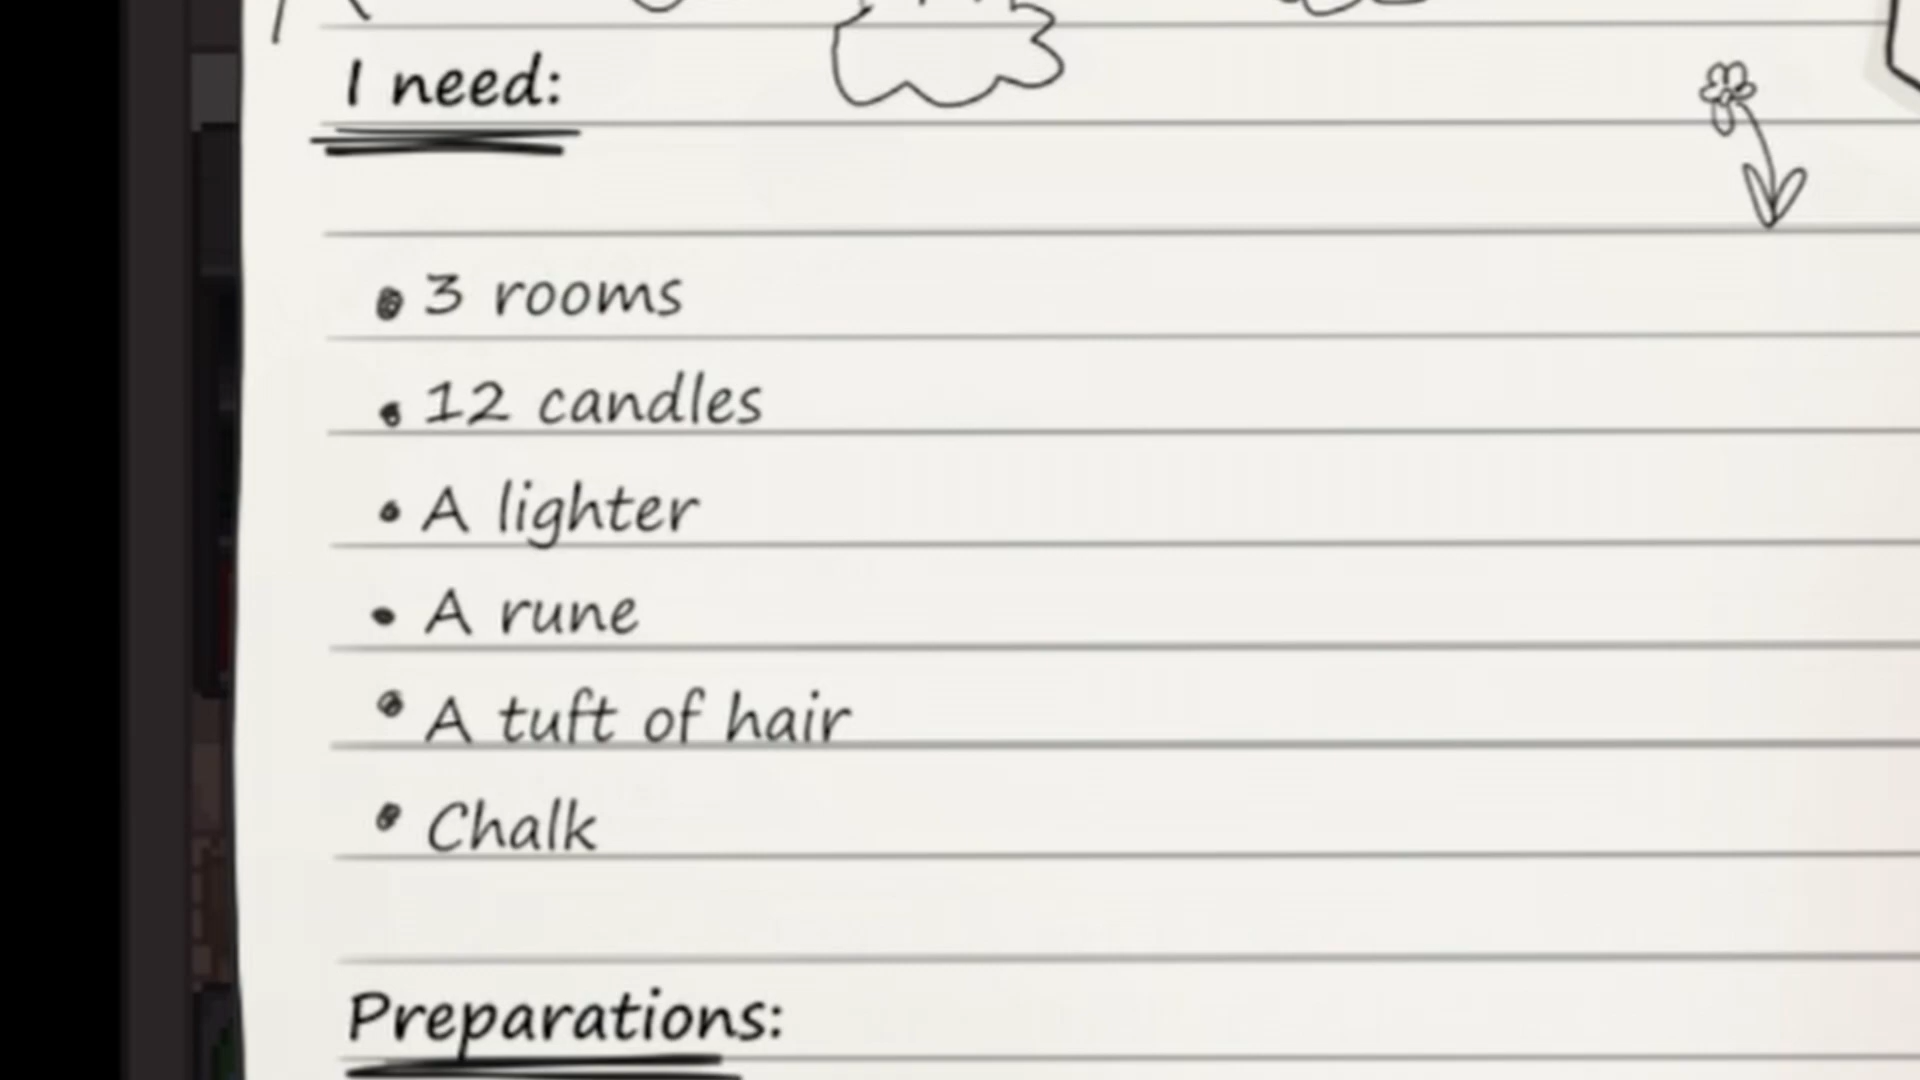 I need:
3 rooms
12 candles
A lighter
A rune
A tuft of hair
Chalk
Preparations: